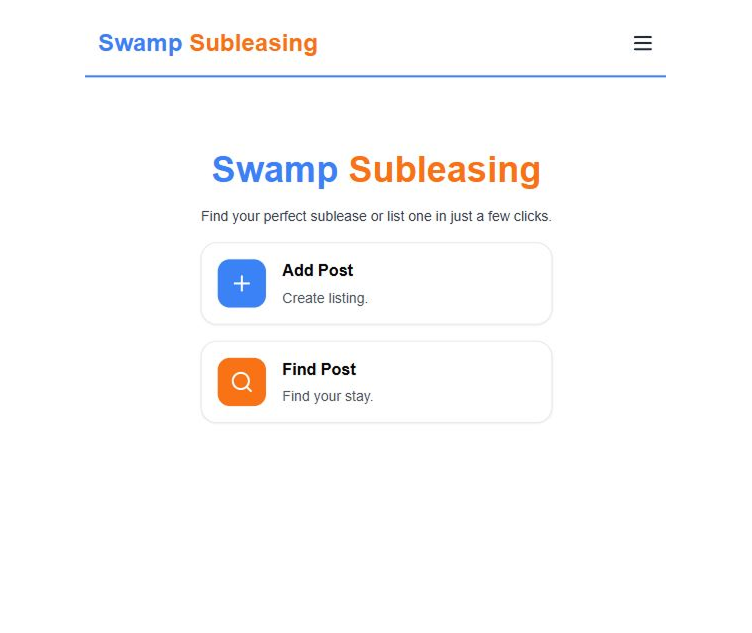 Swamp Subleasing
Swamp Subleasing
Find your perfect sublease or list one in just a few clicks.
Add Post
Create listing.
Find Post
Find your stay.